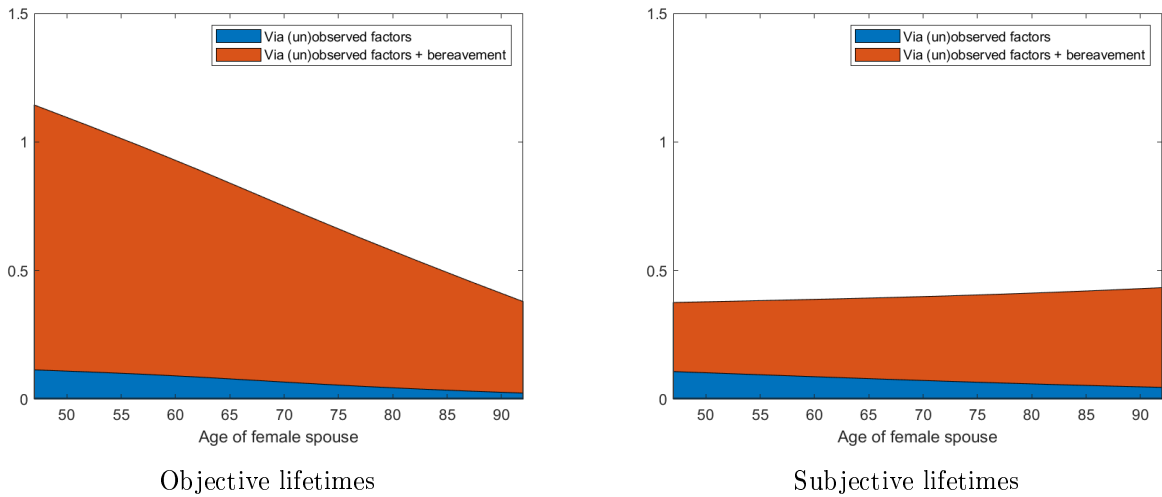 1.5
1
0.5
0
Via (un)observed factors
Via (un)observed factors + bereavement
50 55 60 65 70 75 80 85 90
Age of female spouse
Objective lifetimes
1.5
1
0.5
0
Via (un)observed factors
Via (un)observed factors + bereavement
50 55 60 65 70 75 80 85 90
Age of female spouse
Subjective lifetimes